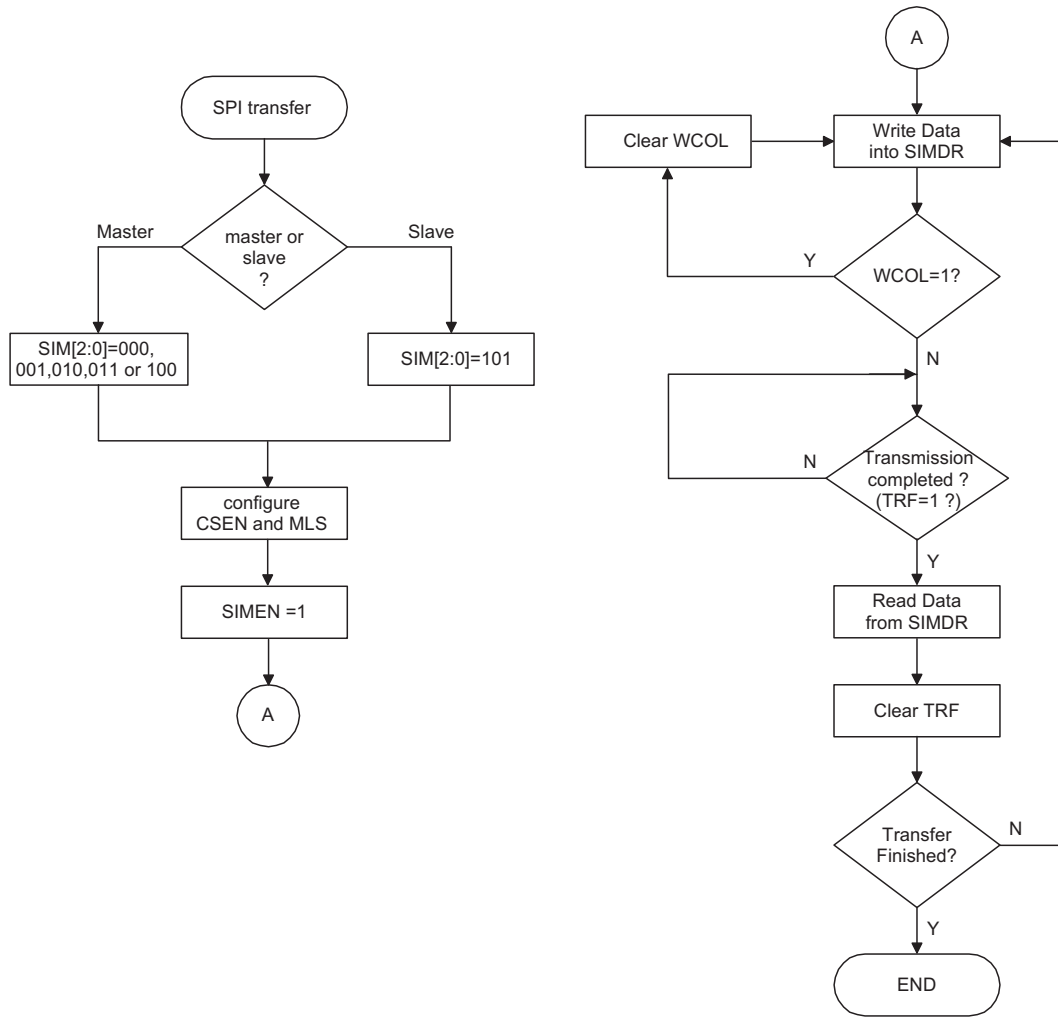 SPI transfer
master or
slave
?
Master
Slave
SIM[2:0]=000,
001,010,011 or 100
SIM[2:0]=101
configure
CSEN and MLS
SIMEN =1
A
A
Write Data
into SIMDR
Clear WCOL
WCOL=1?
Y
N
Transmission
completed ?
(TRF=1 ?)
N
Y
Read Data
from SIMDR
Clear TRF
Transfer
Finished?
N
Y
END